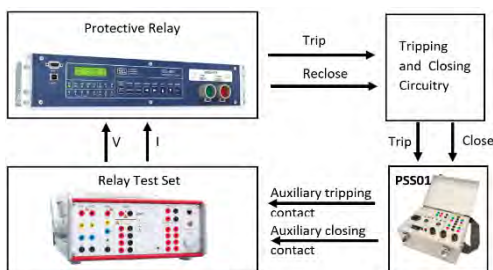 Protective Relay
Trip
Reclose
Tripping
and Closing
Circuitry
V
I
Trip
Close
Relay Test Set
Auxiliary tripping
contact
Auxiliary closing
contact
PSS01